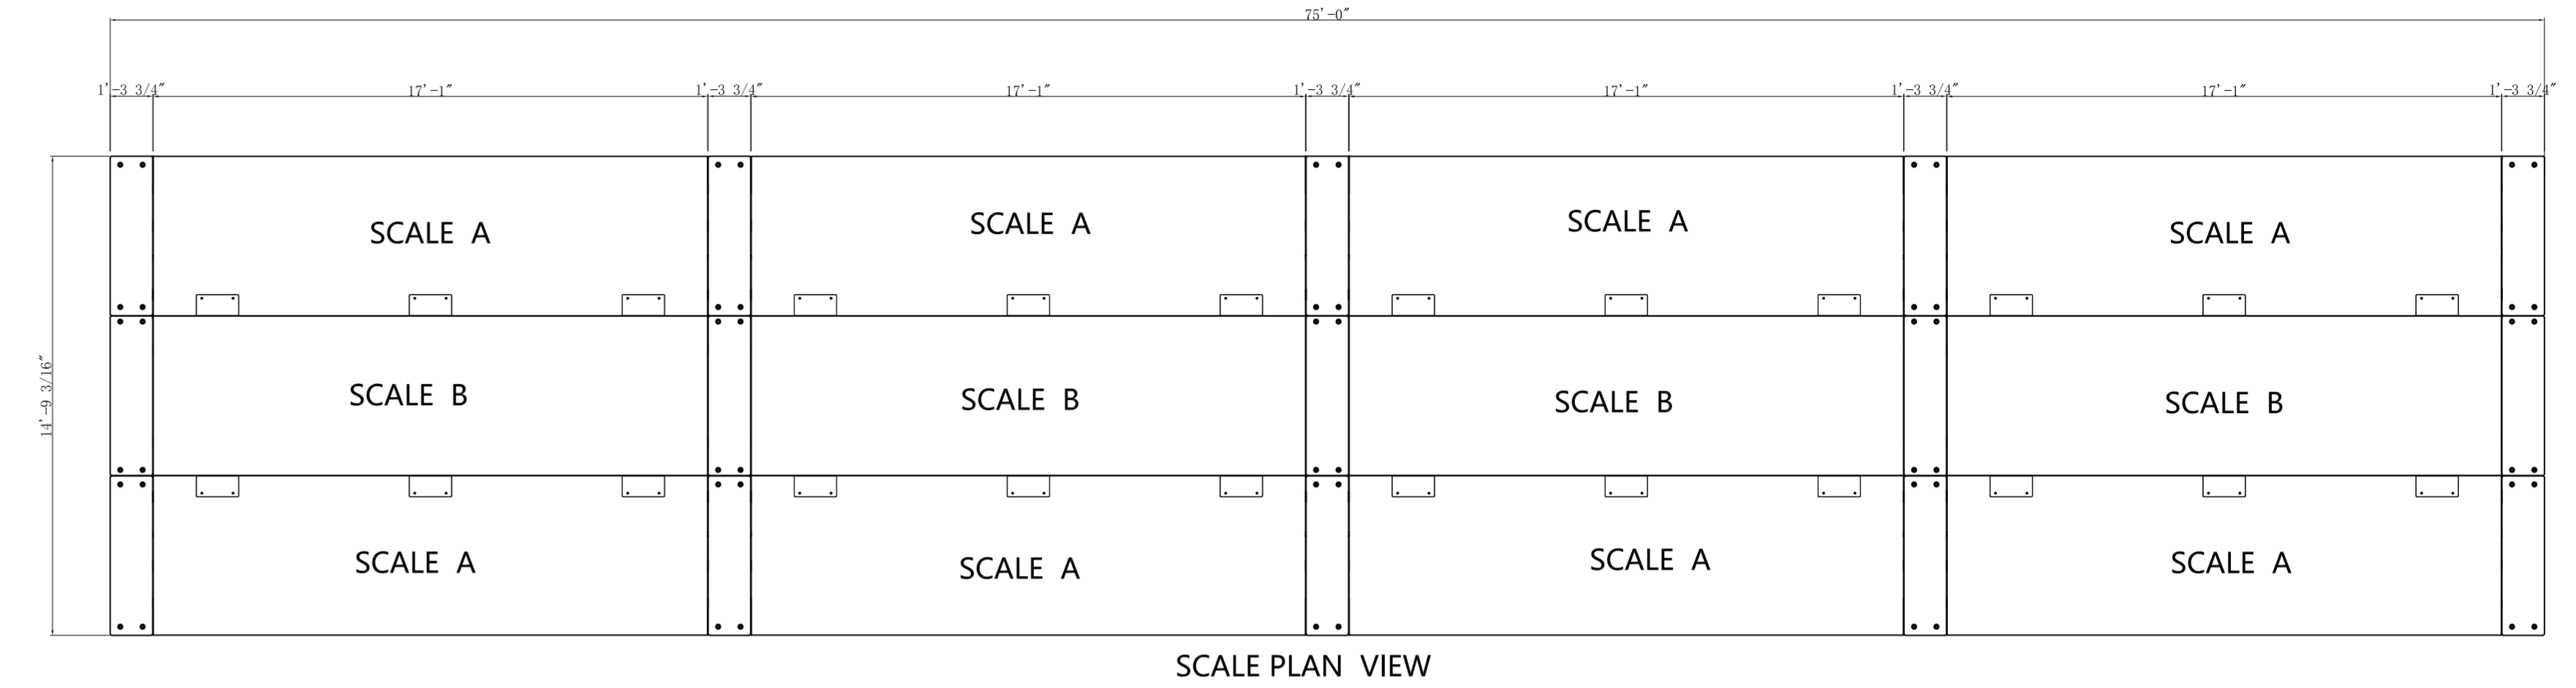 75'-0"
1'-3 3/4" 17'-1" 1'-3 3/4" 17'-1" 1'-3 3/4" 17'-1" 1'-3 3/4" 17'-1" 1'-3 3/4"
SCALE A SCALE A SCALE A SCALE A
14'-9 3/16"
SCALE B SCALE B SCALE B SCALE B
SCALE A SCALE A SCALE A SCALE A
SCALE PLAN VIEW